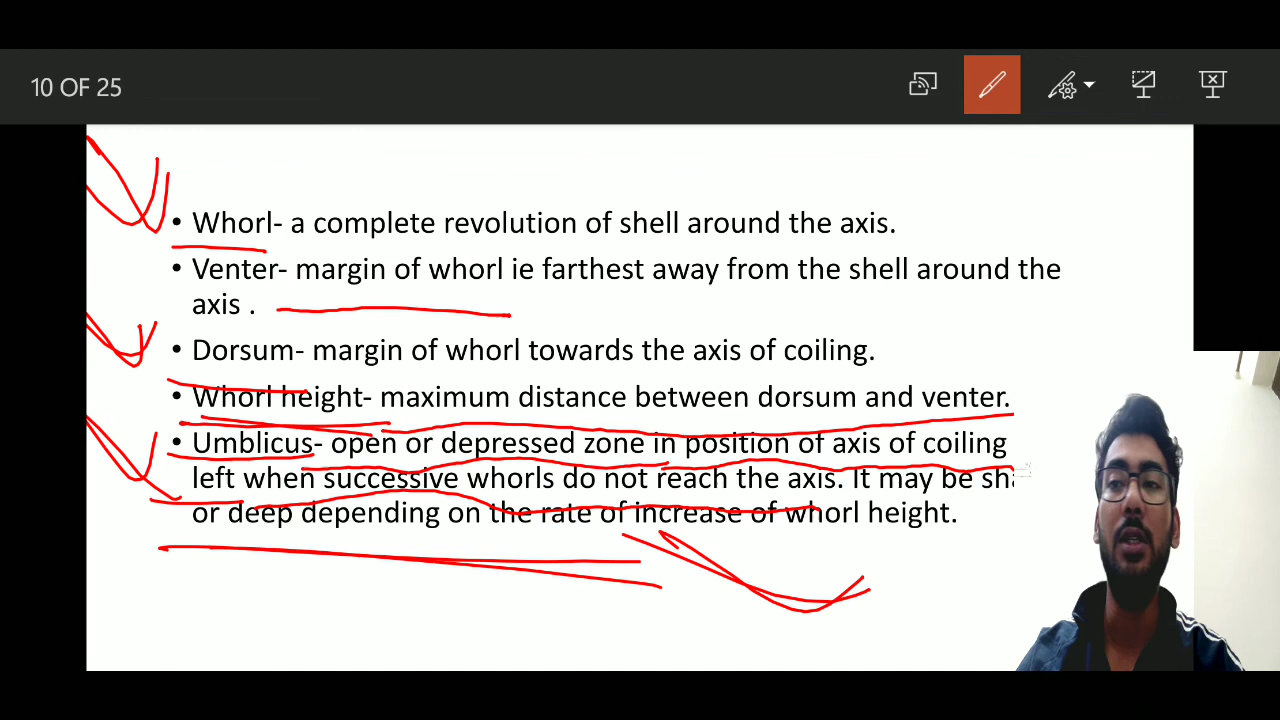 10 OF 25
• Whorl- a complete revolution of shell around the axis.
• Venter- margin of whorl ie farthest away from the shell around the
axis .
• Dorsum- margin of whorl towards the axis of coiling.
• Whorl height- maximum distance between dorsum and venter.
• Umblicus- open or depressed zone in position of axis of coiling
left when successive whorls do not reach the axis. It may be
or deep depending on the rate of increase of whorl height.